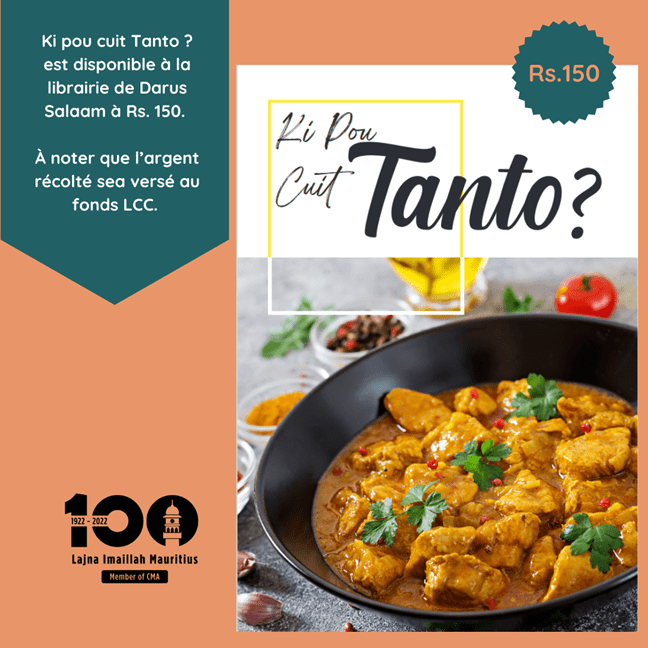 Ki pou cuit Tanto ?
est disponible à la
librairie de Darus
Salaam à Rs. 150.
À noter que l'argent
récolté sea versé au
fonds LCC.
Rs.150
Ki Pou
Cuit
Tanto?
100
1922 - 2022
Lajna Imaillah Mauritius
Member of CMA